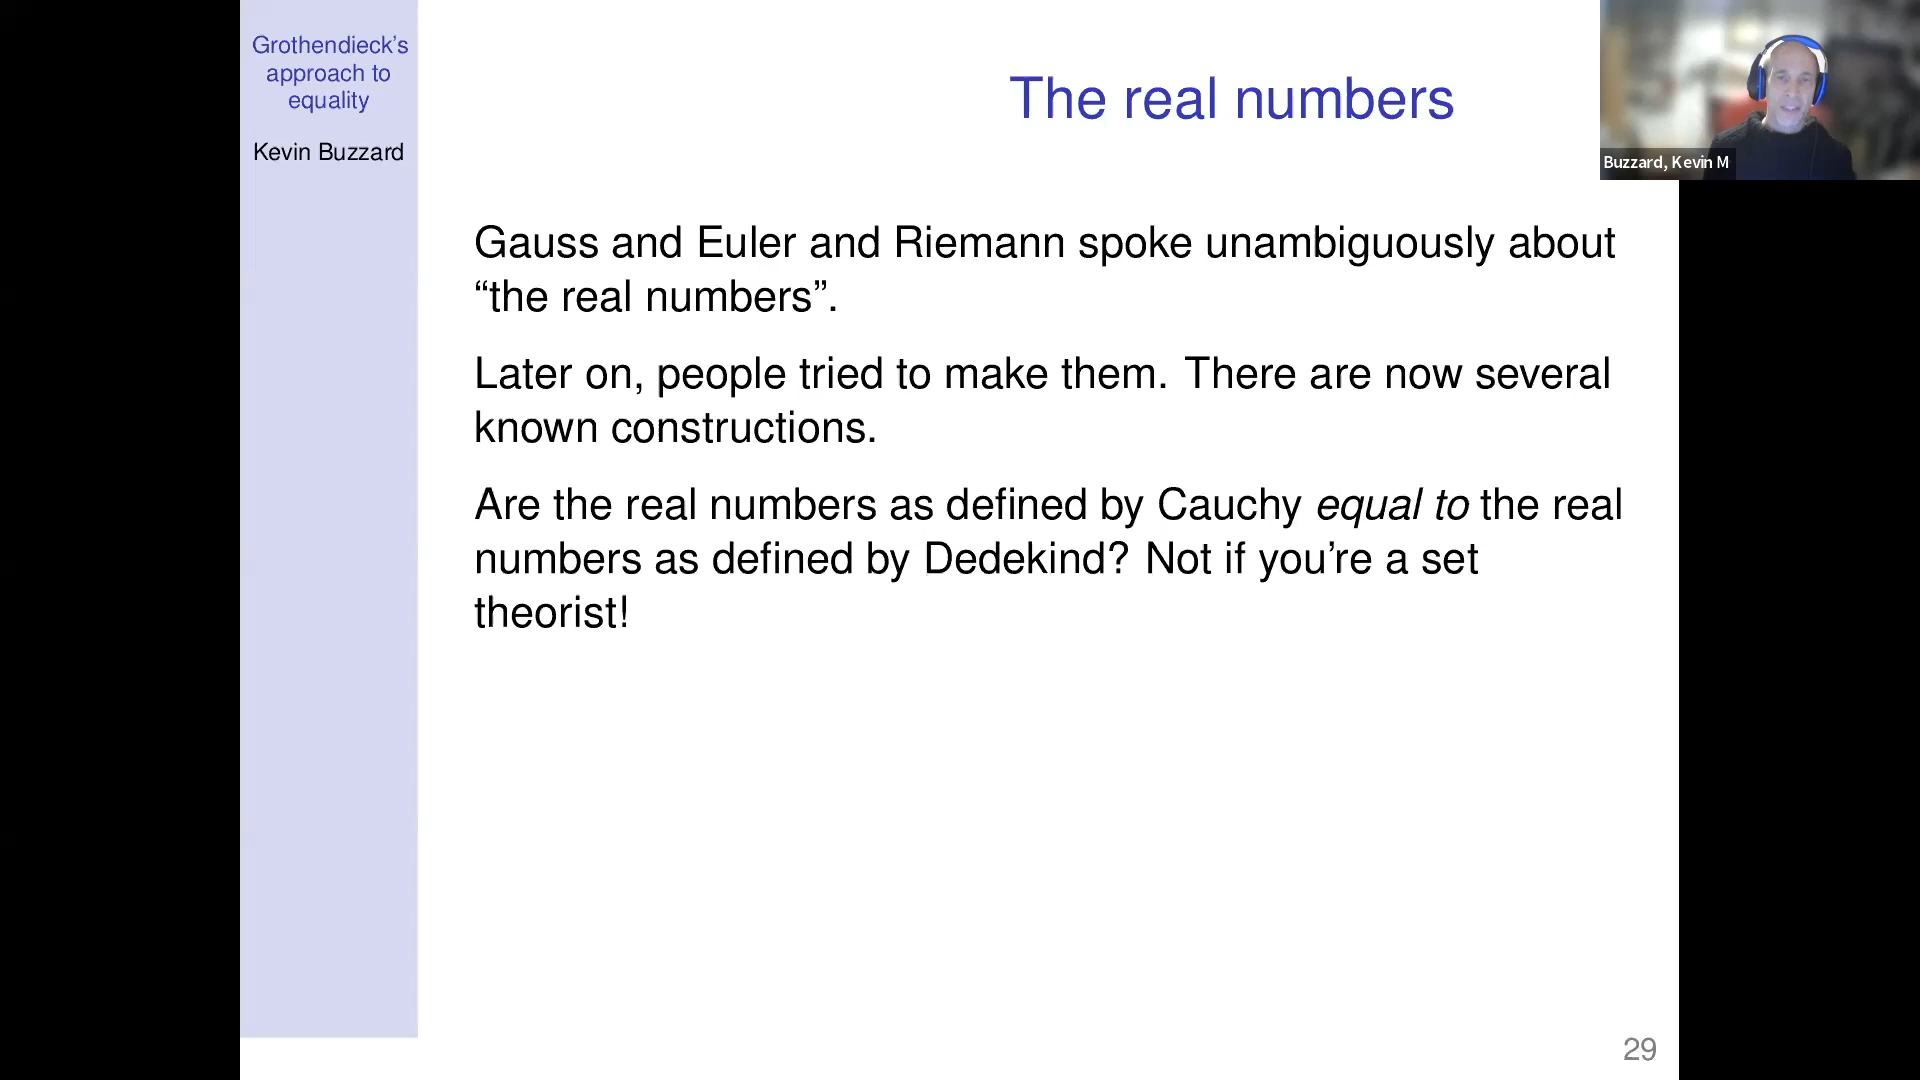 Grothendieck's
approach to
equality
Kevin Buzzard
The real numbers
Buzzard, Kevin M
Gauss and Euler and Riemann spoke unambiguously about
“the real numbers”.
Later on, people tried to make them. There are now several
known constructions.
Are the real numbers as defined by Cauchy equal to the real
numbers as defined by Dedekind? Not if you’re a set
theorist!
29